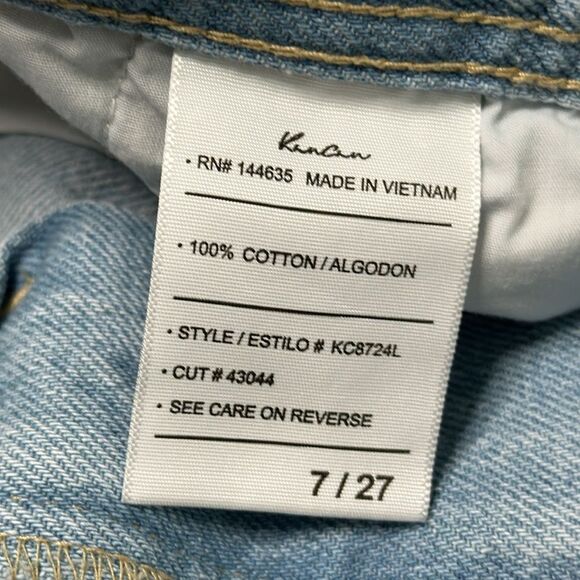 KanCan
• RN# 144635 MADE IN VIETNAM
• 100% COTTON / ALGODON
• STYLE / ESTILO # KC8724L
• CUT # 43044
• SEE CARE ON REVERSE
7 / 27